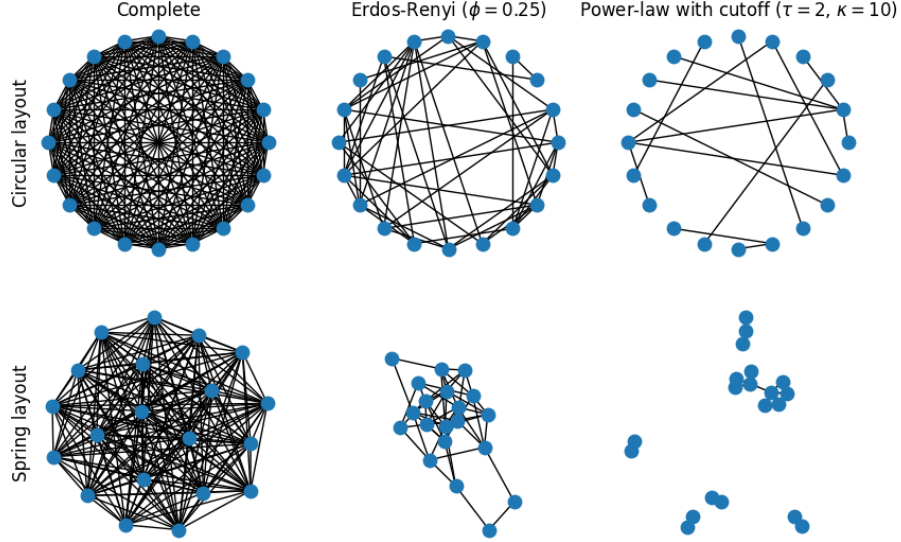 Complete
Erdos-Renyi (ϕ = 0.25)
Power-law with cutoff (τ = 2, κ = 10)
Circular layout
Spring layout